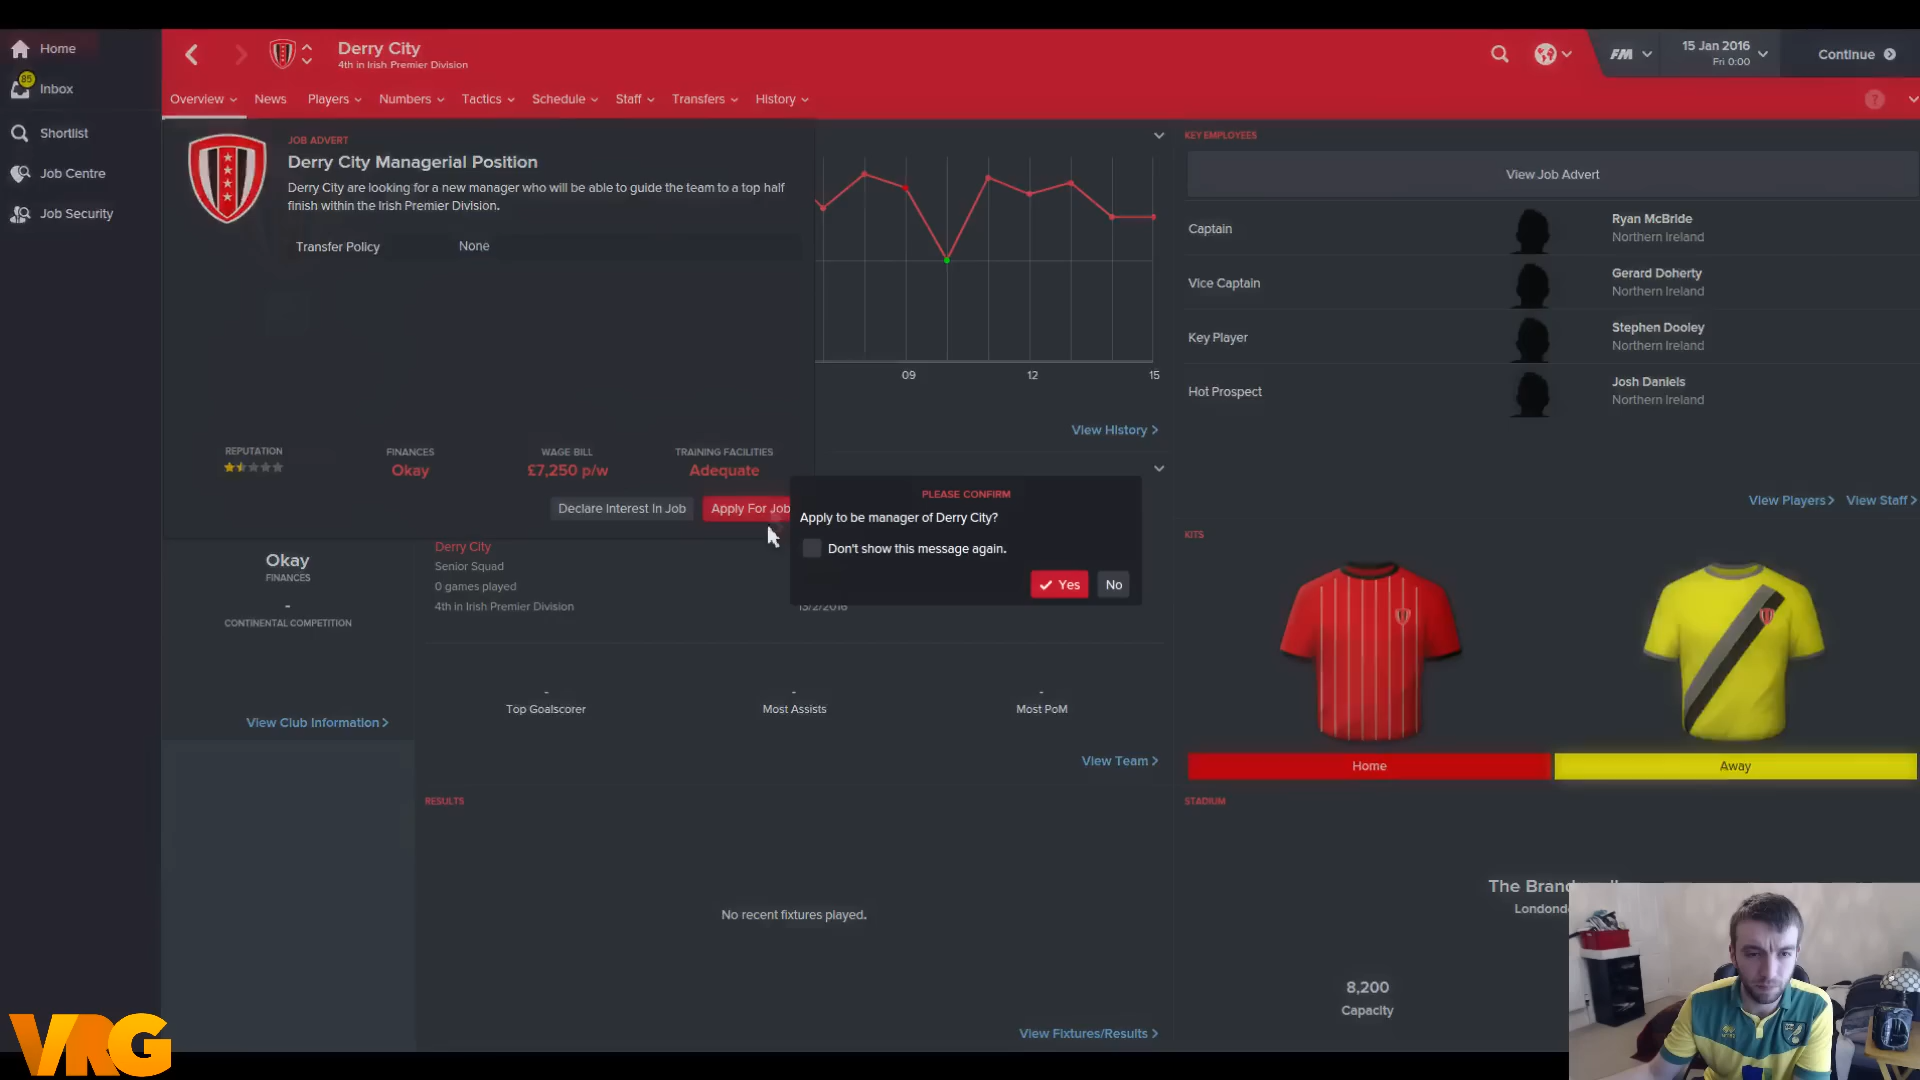 Home
Inbox
85
Shortlist
Job Centre
Job Security
Derry City
4th in Irish Premier Division
FM
15 Jan 2016
Fri 0:00
Continue
Overview
News
Players
Numbers
Tactics
Schedule
Staff
Transfers
History
?
JOB ADVERT
Derry City Managerial Position
Derry City are looking for a new manager who will be able to guide the team to a top half
finish within the Irish Premier Division.
Transfer Policy
None
REPUTATION
FINANCES
Okay
WAGE BILL
£7,250 p/w
TRAINING FACILITIES
Adequate
Declare Interest In Job
Apply For Job
09
12
15
View History >
PLEASE CONFIRM
Apply to be manager of Derry City?
Don't show this message again.
Yes
No
Okay
FINANCES
-
CONTINENTAL COMPETITION
View Club Information >
Derry City
Senior Squad
0 games played
4th in Irish Premier Division
13/2/2016
-
Top Goalscorer
-
Most Assists
-
Most PoM
View Team >
RESULTS
No recent fixtures played.
View Fixtures/Results >
KEY EMPLOYEES
View Job Advert
Captain
Ryan McBride
Northern Ireland
Vice Captain
Gerard Doherty
Northern Ireland
Key Player
Stephen Dooley
Northern Ireland
Hot Prospect
Josh Daniels
Northern Ireland
View Players >
View Staff >
KITS
Home
Away
STADIUM
The
8,200
Capacity
VRG